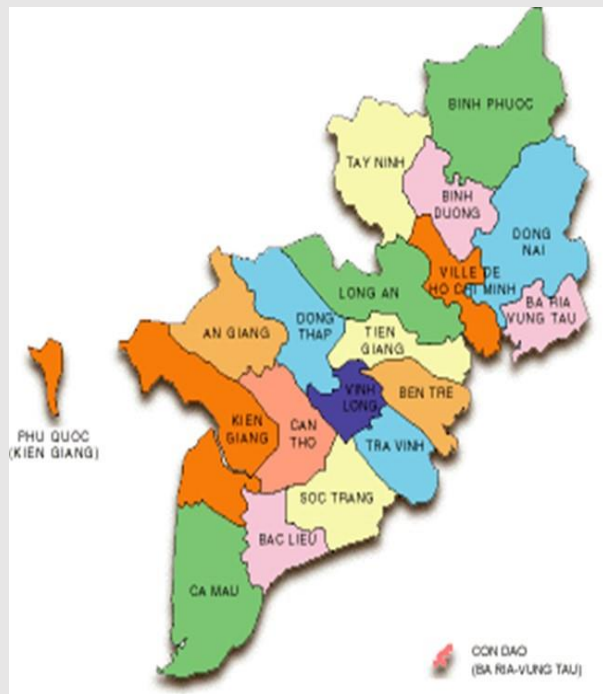 BINH PHUOC
TAY NINH
BINH
DUONG
DONG
NAI
VILLE DE
HO CHI MINH
BA RIA
VUNG TAU
LONG AN
AN GIANG
DONG
THAP
TIEN
GIANG
VINH
LONG
BEN TRE
KIEN
GIANG
CAN
THO
TRA VINH
PHU QUOC
(KIEN GIANG)
SOC TRANG
BAC LIEU
CA MAU
CON DAO
(BA RIA-VUNG TAU)